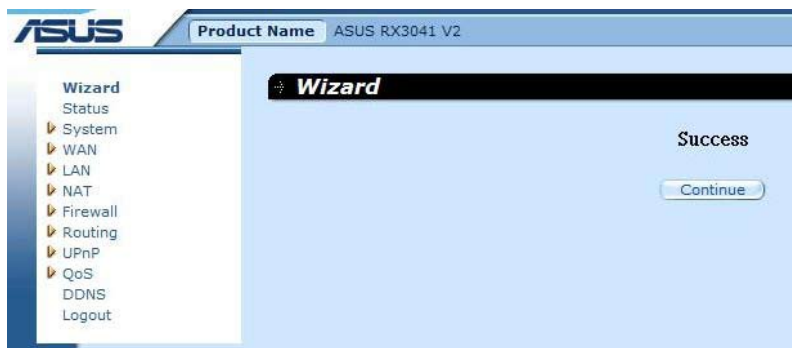 ASUS
Product Name ASUS RX3041 V2
Wizard
Status
System
WAN
LAN
NAT
Firewall
Routing
UPnP
QoS
DDNS
Logout
Wizard
Success
Continue